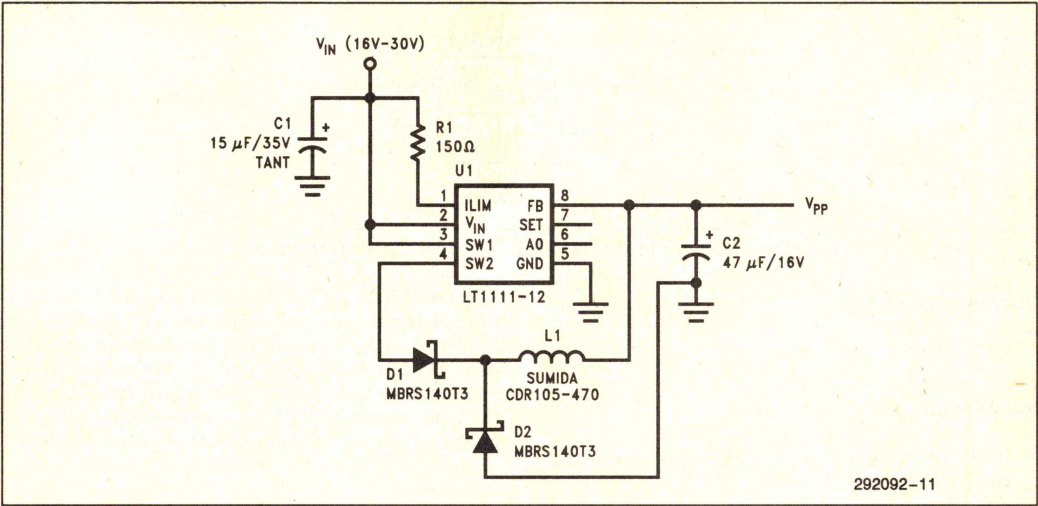 V_IN (16V-30V)
C1
15 µF/35V
TANT
R1
150Ω
U1
1 ILIM FB 8
2 V_IN SET 7
3 SW1 AO 6
4 SW2 GND 5
LT1111-12
V_PP
C2
47 µF/16V
L1
SUMIDA
CDR105-470
D1
MBRS140T3
D2
MBRS140T3
292092-11